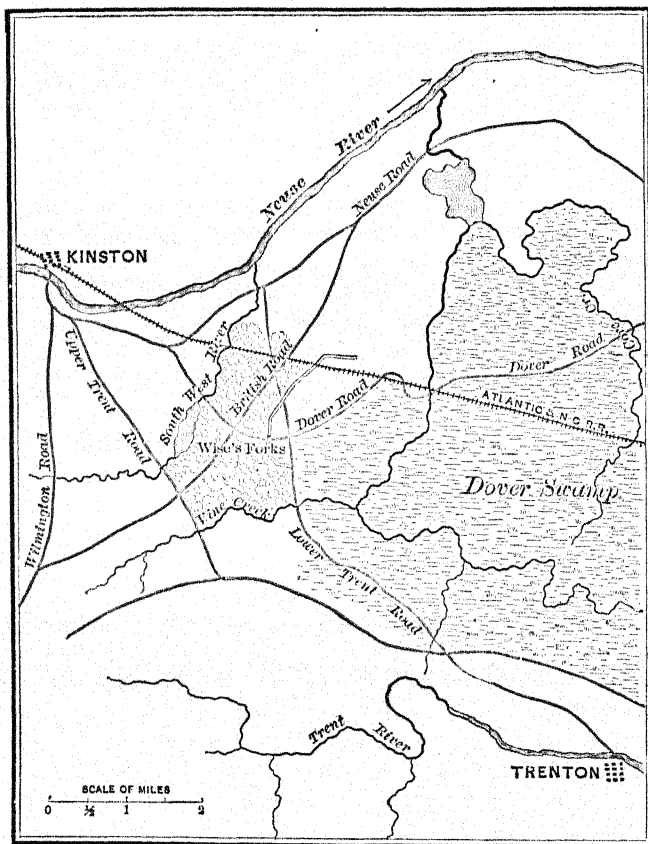 Neuse River
Neuse Road
KINSTON
Upper Trent Road
South West River
British Road
Dover Road
Dover Road
ATLANTIC & N.C. R.R.
Wise's Forks
Wilmington Road
Dover Swamp
Vine Creek
Lower Trent Road
Trent River
TRENTON
SCALE OF MILES
0 ½ 1 2